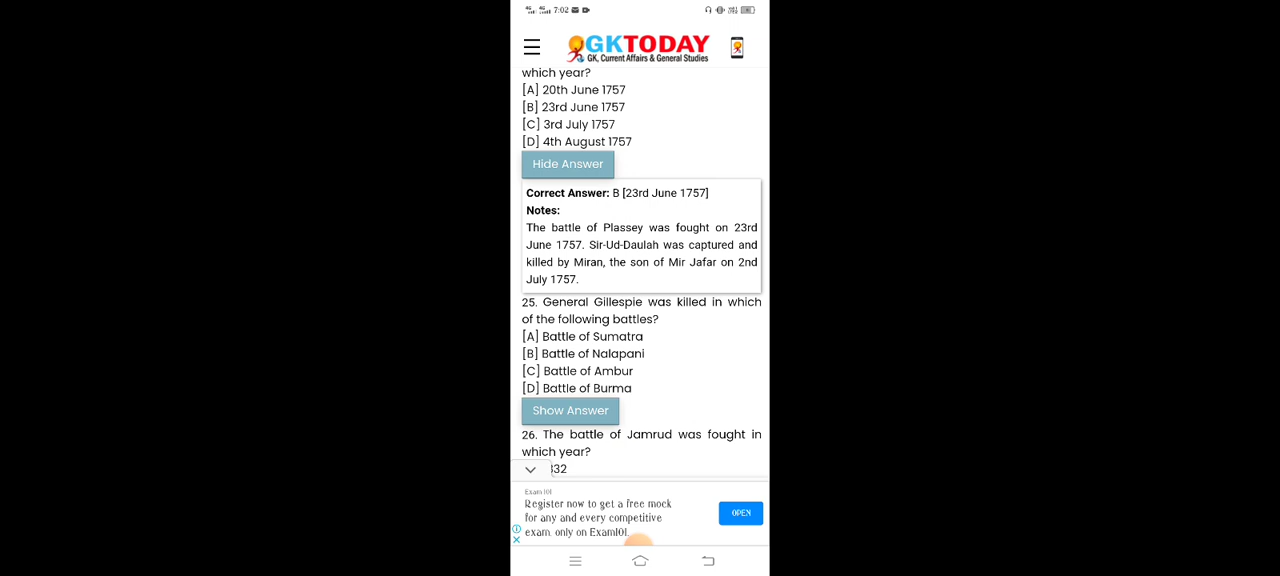 7:02
GKTODAY
GK, Current Affairs & General Studies
which year?
[A] 20th June 1757
[B] 23rd June 1757
[C] 3rd July 1757
[D] 4th August 1757
Hide Answer
Correct Answer: B [23rd June 1757]
Notes:
The battle of Plassey was fought on 23rd
June 1757. Sir-Ud-Daulah was captured and
killed by Miran, the son of Mir Jafar on 2nd
July 1757.
25. General Gillespie was killed in which
of the following battles?
[A] Battle of Sumatra
[B] Battle of Nalapani
[C] Battle of Ambur
[D] Battle of Burma
Show Answer
26. The battle of Jamrud was fought in
which year?
332
Exam 101
Register now to get a free mock
for any and every competitive
exam. only on Exam101.
OPEN